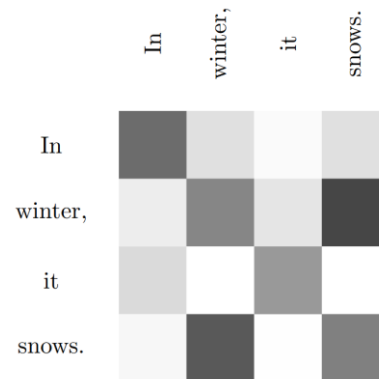 In winter, it snows.
In
winter,
it
snows.